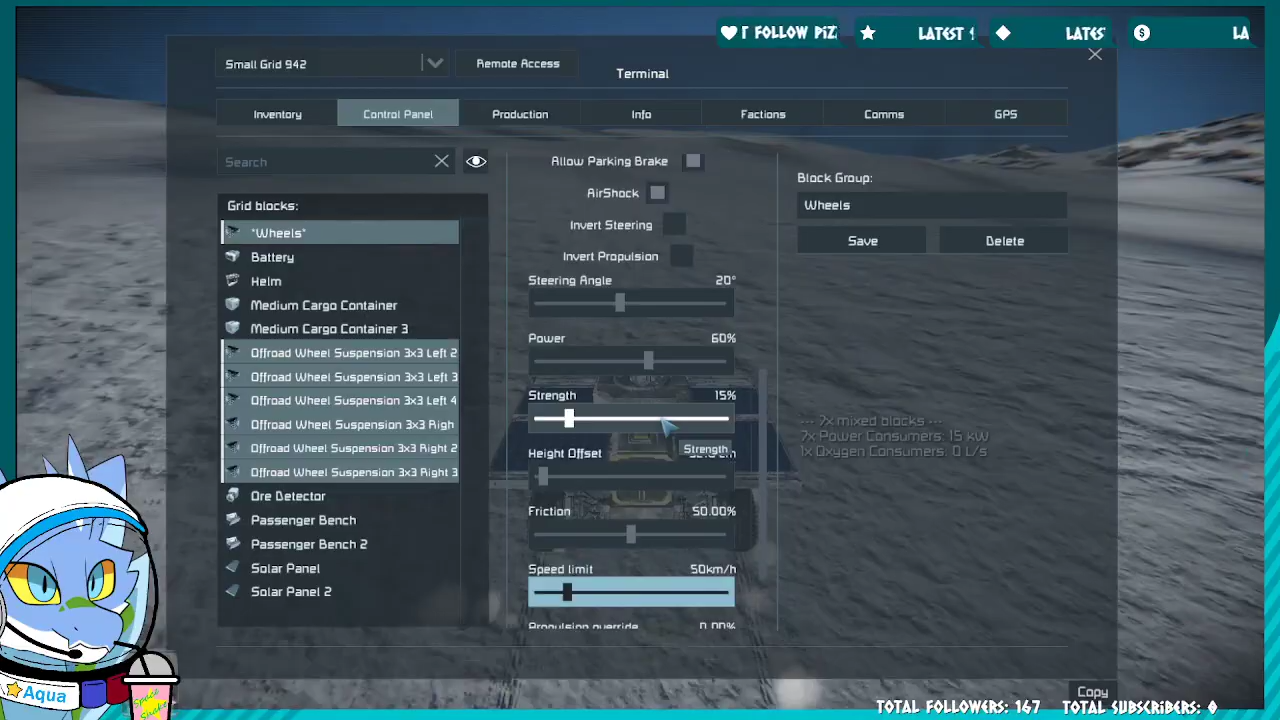 T FOLLOW PIZ
LATEST
LATES
LA
Small Grid 942
Remote Access
Terminal
Inventory
Control Panel
Production
Info
Factions
Comms
GPS
Search
Allow Parking Brake
AirShock
Invert Steering
Invert Propulsion
Steering Angle 20°
Power 60%
Strength 15%
Strength
Height Offset
Friction 50.00%
Speed limit 50km/h
Propulsion override 0.00%
Grid blocks:
*Wheels*
Battery
Helm
Medium Cargo Container
Medium Cargo Container 3
Offroad Wheel Suspension 3x3 Left 2
Offroad Wheel Suspension 3x3 Left 3
Offroad Wheel Suspension 3x3 Left 4
Offroad Wheel Suspension 3x3 Righ
Offroad Wheel Suspension 3x3 Right 2
Offroad Wheel Suspension 3x3 Right 3
Ore Detector
Passenger Bench
Passenger Bench 2
Solar Panel
Solar Panel 2
Block Group:
Wheels
Save
Delete
--- 7x mixed blocks ---
7x Power Consumers: 15 kW
1x Oxygen Consumers: 0 L/s
Copy
Aqua
Space Shake
TOTAL FOLLOWERS: 167 TOTAL SUBSCRIBERS: 0